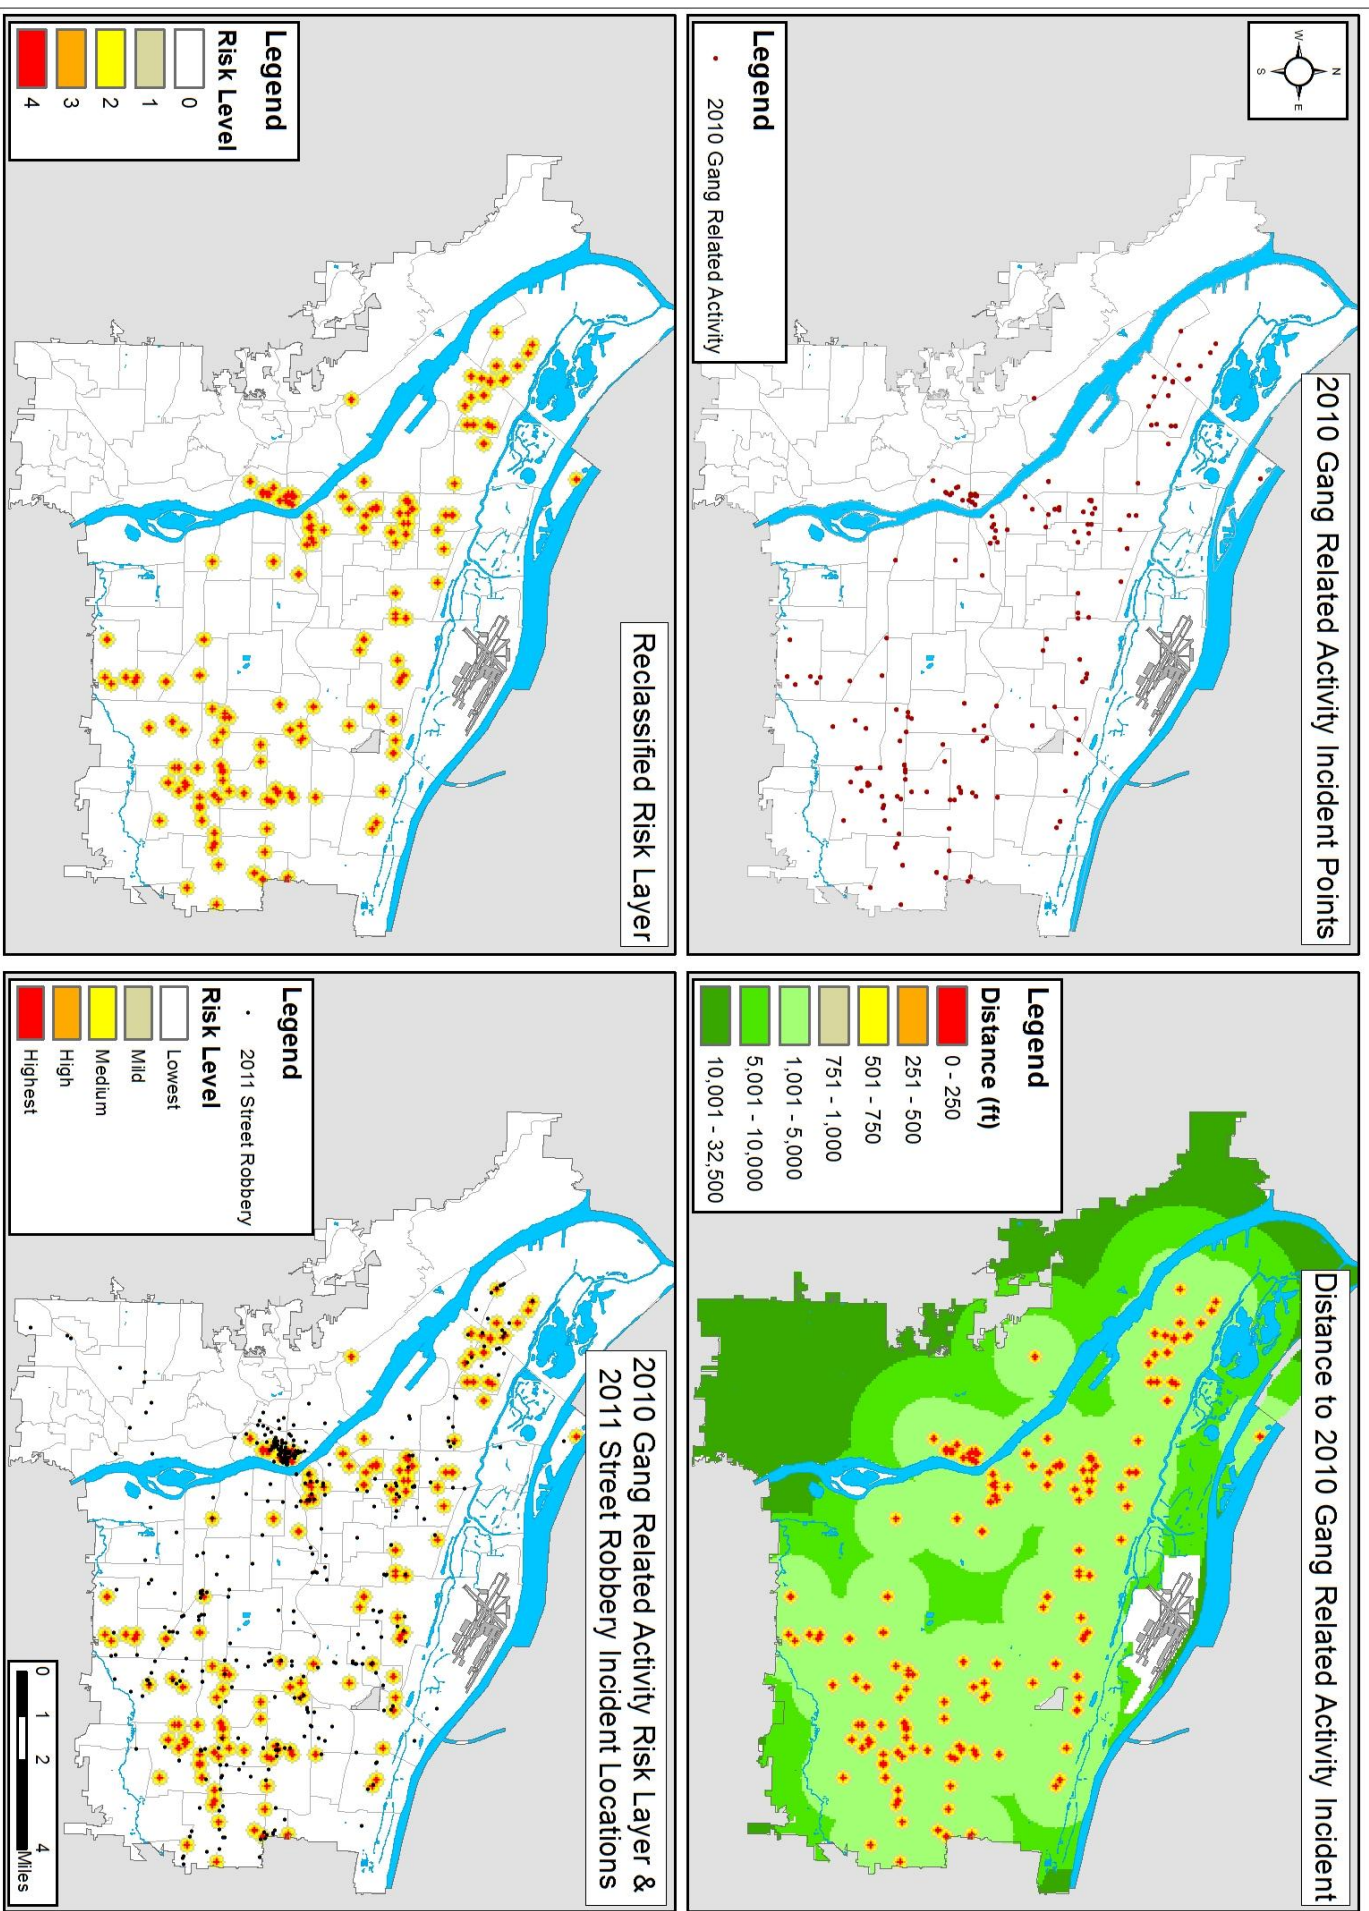 2010 Gang Related Activity Incident Points
N
W
E
S
Legend
2010 Gang Related Activity
Distance to 2010 Gang Related Activity Incident
Legend
Distance (ft)
0 - 250
251 - 500
501 - 750
751 - 1,000
1,001 - 5,000
5,001 - 10,000
10,001 - 32,500
Reclassified Risk Layer
Legend
Risk Level
0
1
2
3
4
2010 Gang Related Activity Risk Layer &
2011 Street Robbery Incident Locations
Legend
2011 Street Robbery
Risk Level
Lowest
Mild
Medium
High
Highest
0 1 2 4
Miles